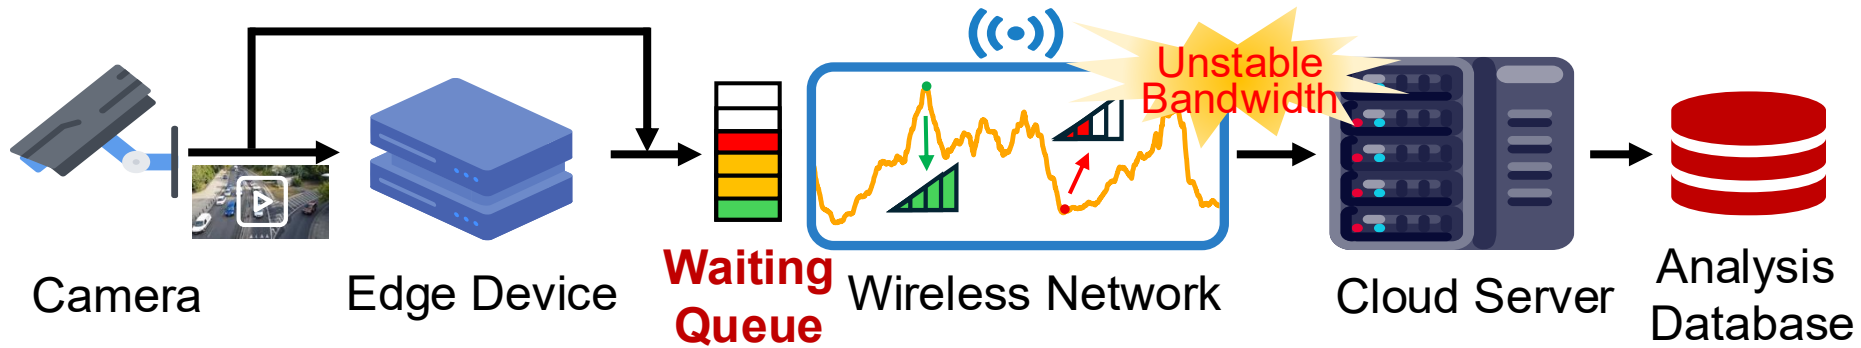 Unstable
Bandwidth
Camera
Edge Device
Waiting
Queue
Wireless Network
Cloud Server
Analysis
Database